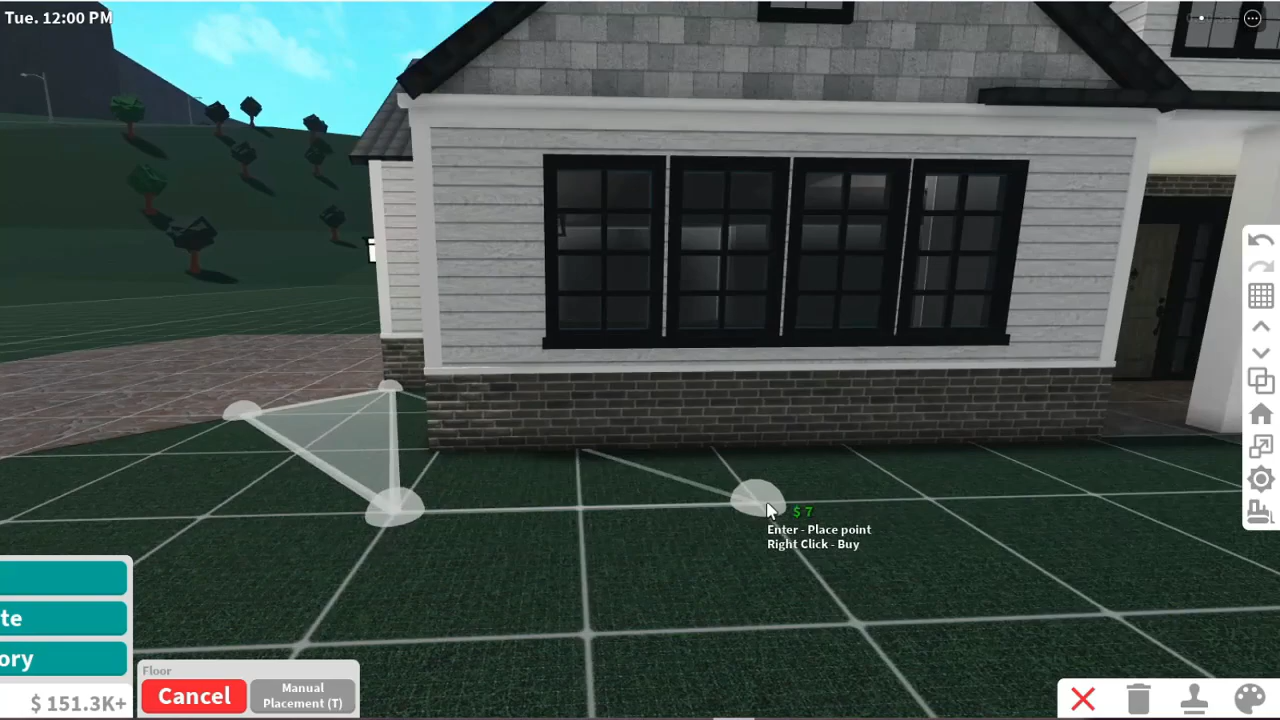 Tue. 12:00 PM
$ 7
Enter - Place point
Right Click - Buy
te
ory
$ 151.3K+
Floor
Cancel
Manual
Placement (T)